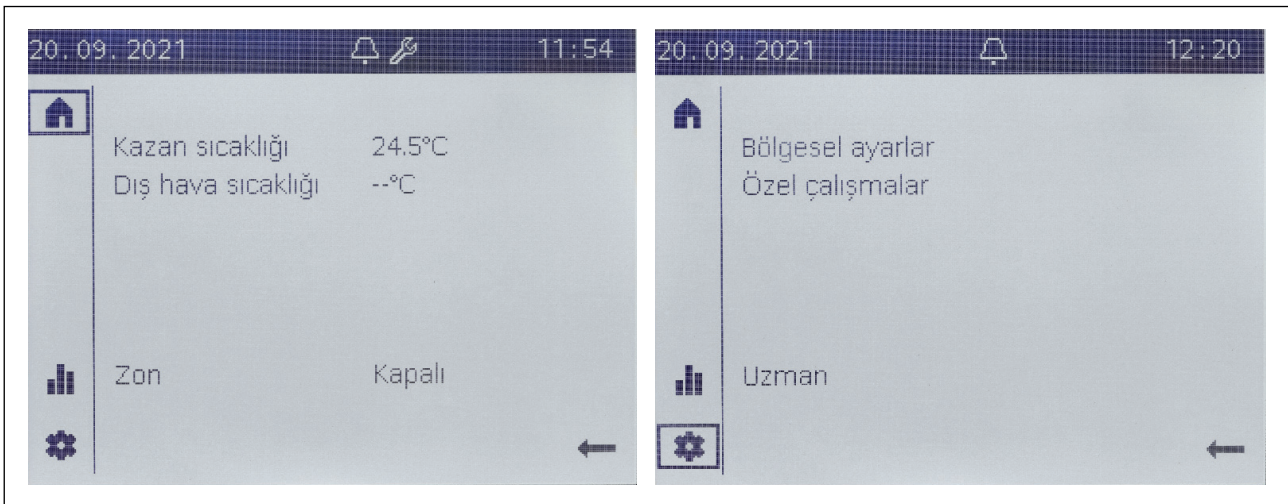 20.09.2021 11:54
Kazan sıcaklığı 24.5°C
Dış hava sıcaklığı --°C
Zon Kapalı
20.09.2021 12:20
Bölgesel ayarlar
Özel çalışmalar
Uzman